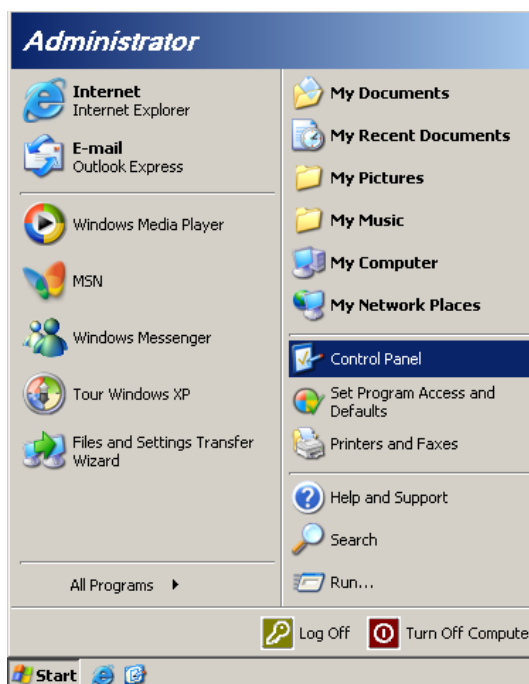 Administrator
Internet
Internet Explorer
E-mail
Outlook Express
Windows Media Player
MSN
Windows Messenger
Tour Windows XP
Files and Settings Transfer
Wizard
All Programs
My Documents
My Recent Documents
My Pictures
My Music
My Computer
My Network Places
Control Panel
Set Program Access and
Defaults
Printers and Faxes
Help and Support
Search
Run...
Log Off
Turn Off Compute
Start